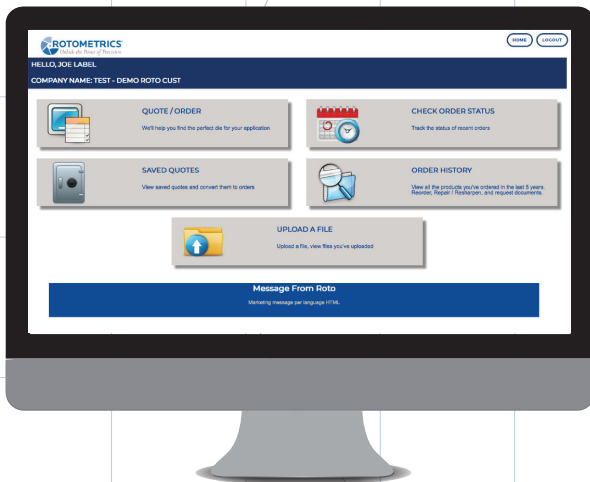 ROTOMETRICS
Unlock the Power of Precision
HOME
LOGOUT
HELLO, JOE LABEL
COMPANY NAME: TEST - DEMO ROTO CUST
QUOTE / ORDER
We'll help you find the perfect die for your application
CHECK ORDER STATUS
Track the status of recent orders
SAVED QUOTES
View saved quotes and convert them to orders
ORDER HISTORY
View all the products you've ordered in the last 5 years.
Reorder, Repair / Resharpen, and request documents.
UPLOAD A FILE
Upload a file, view files you've uploaded
Message From Roto
Marketing message per language HTML.